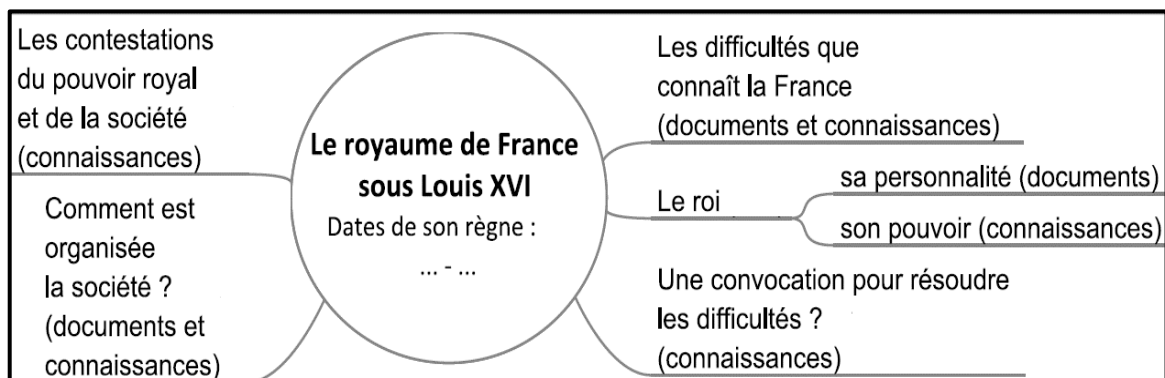 Les contestations
du pouvoir royal
et de la société
(connaissances)
Comment est
organisée
la société ?
(documents et
connaissances)
Le royaume de France
sous Louis XVI
Dates de son règne :
... - ...
Les difficultés que
connaît la France
(documents et connaissances)
Le roi
sa personnalité (documents)
son pouvoir (connaissances)
Une convocation pour résoudre
les difficultés ?
(connaissances)